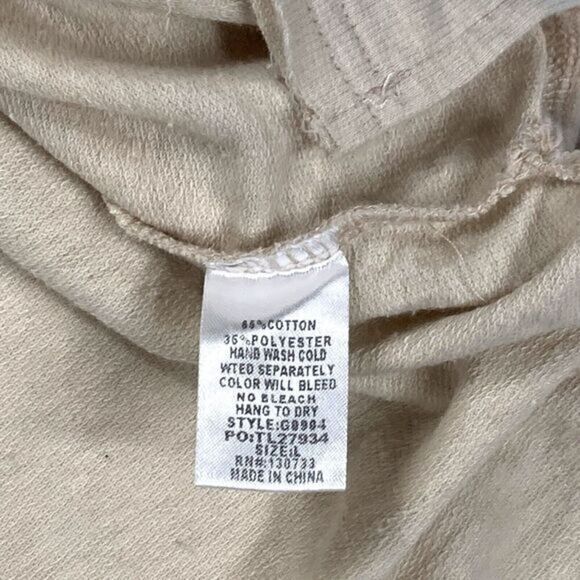 65%COTTON
35%POLYESTER
HAND WASH COLD
WTED SEPARATELY
COLOR WILL BLEED
NO BLEACH
HANG TO DRY
STYLE:G9904
PO:TL27934
SIZE:L
RN#:130733
MADE IN CHINA